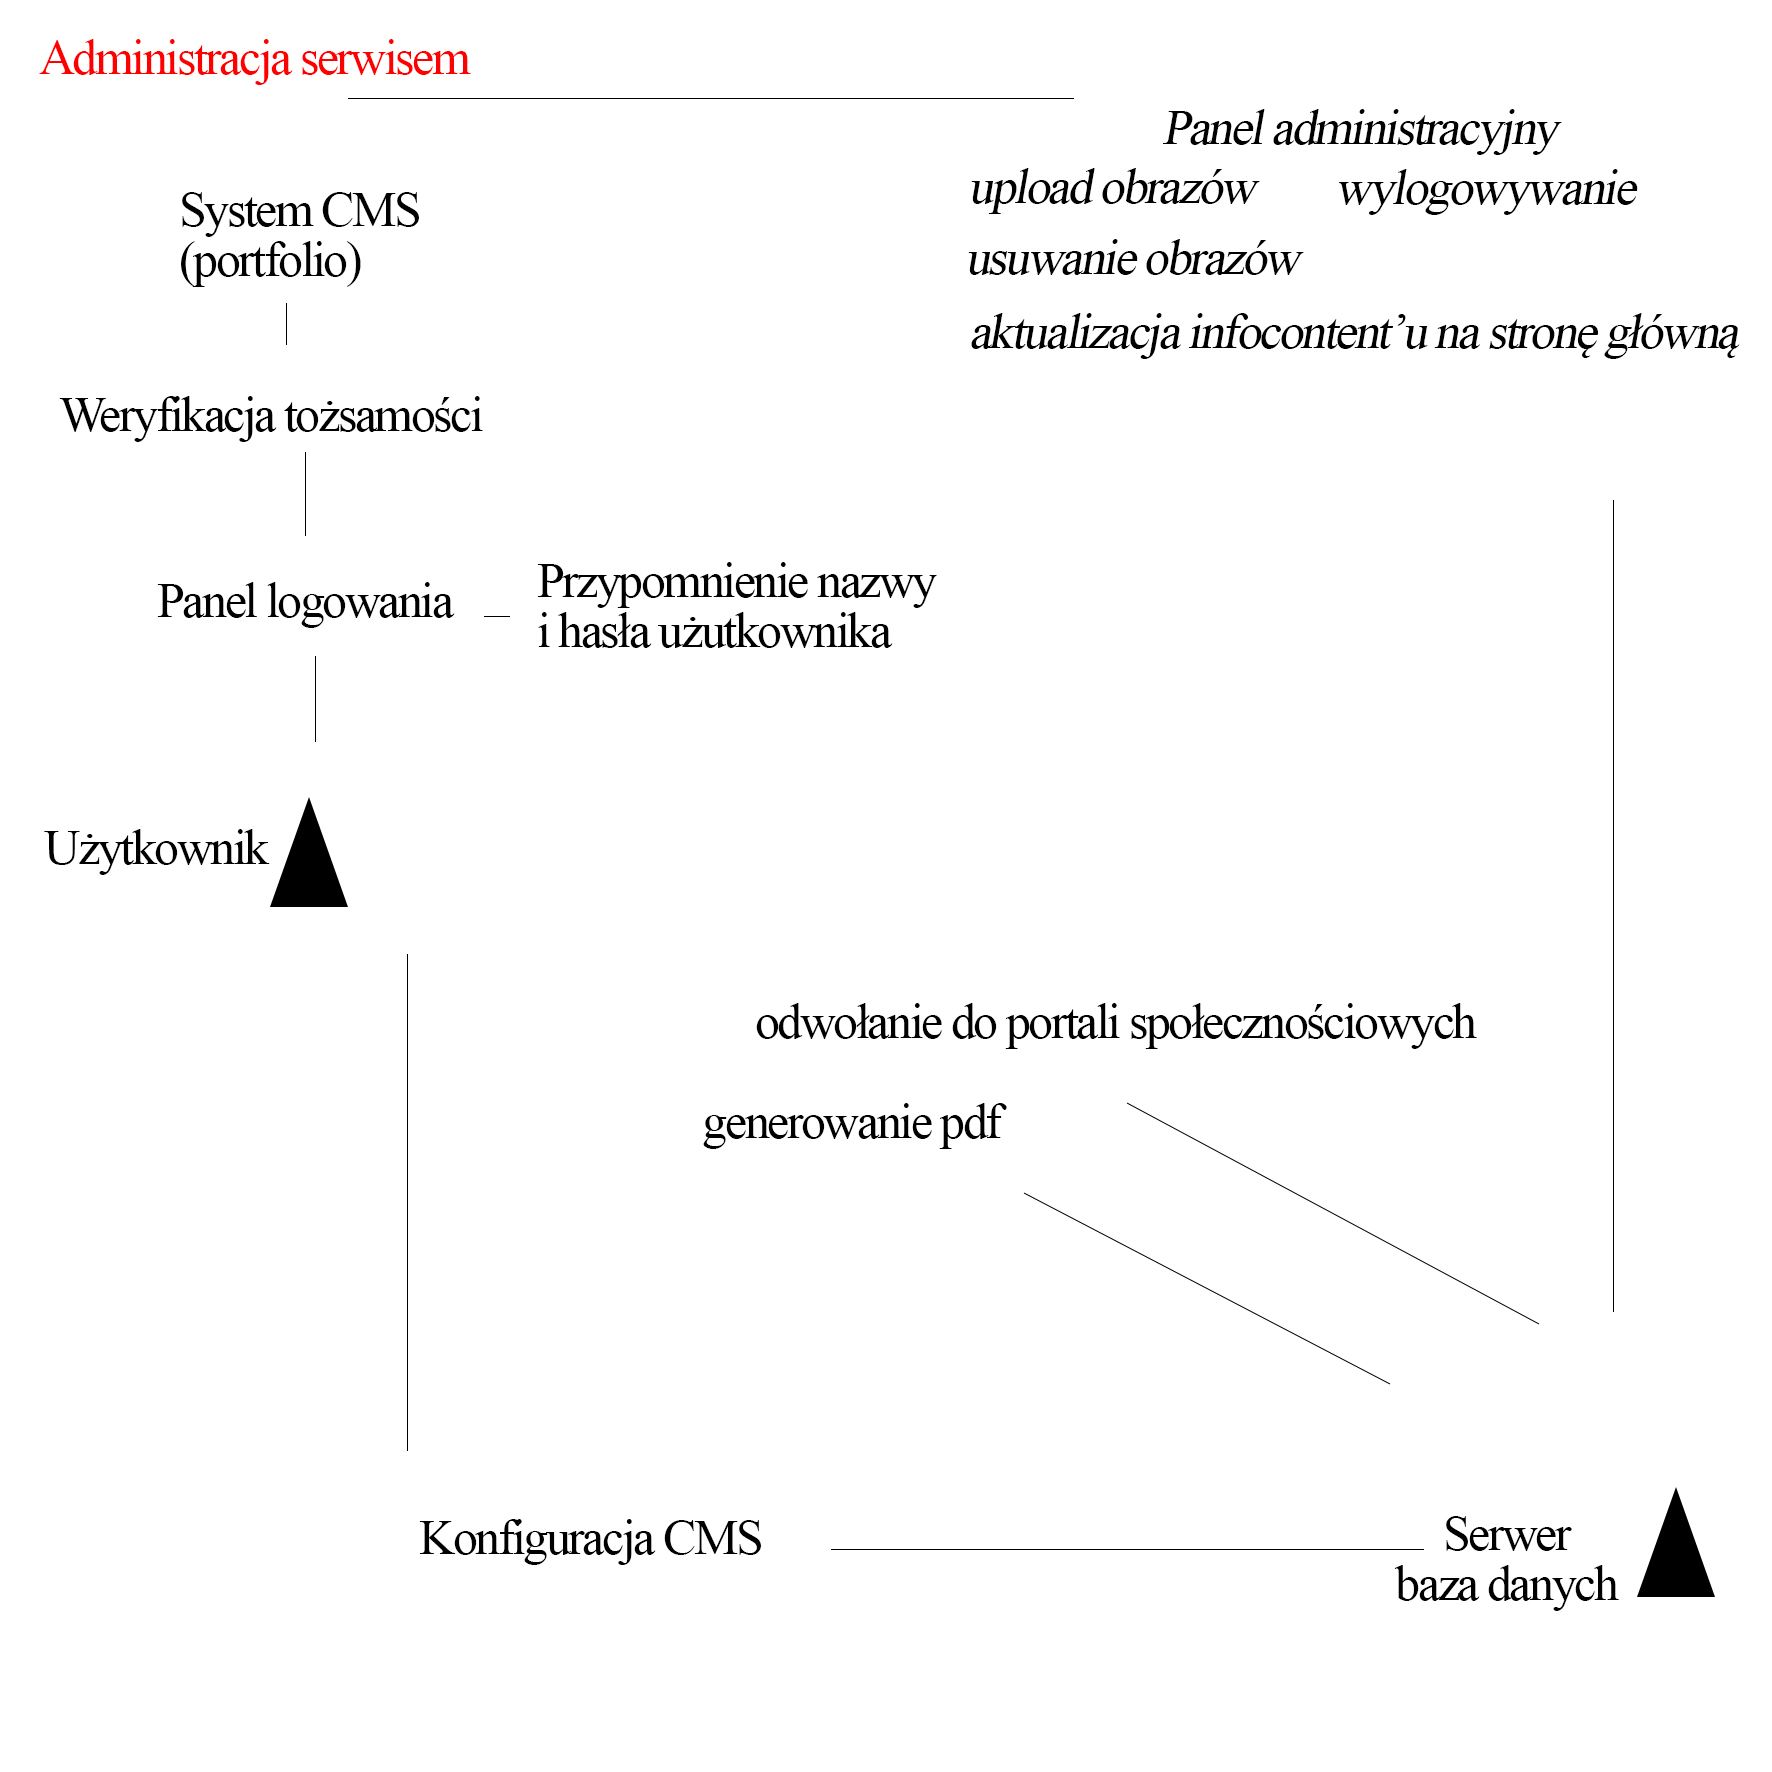 Administracja serwisem
Panel administracyjny
upload obrazów wylogowywanie
usuwanie obrazów
aktualizacja infocontent’u na stronę główną
System CMS
(portfolio)
Weryfikacja tożsamości
Panel logowania
Przypomnienie nazwy
i hasła użutkownika
Użytkownik
odwołanie do portali społecznościowych
generowanie pdf
Konfiguracja CMS
Serwer
baza danych